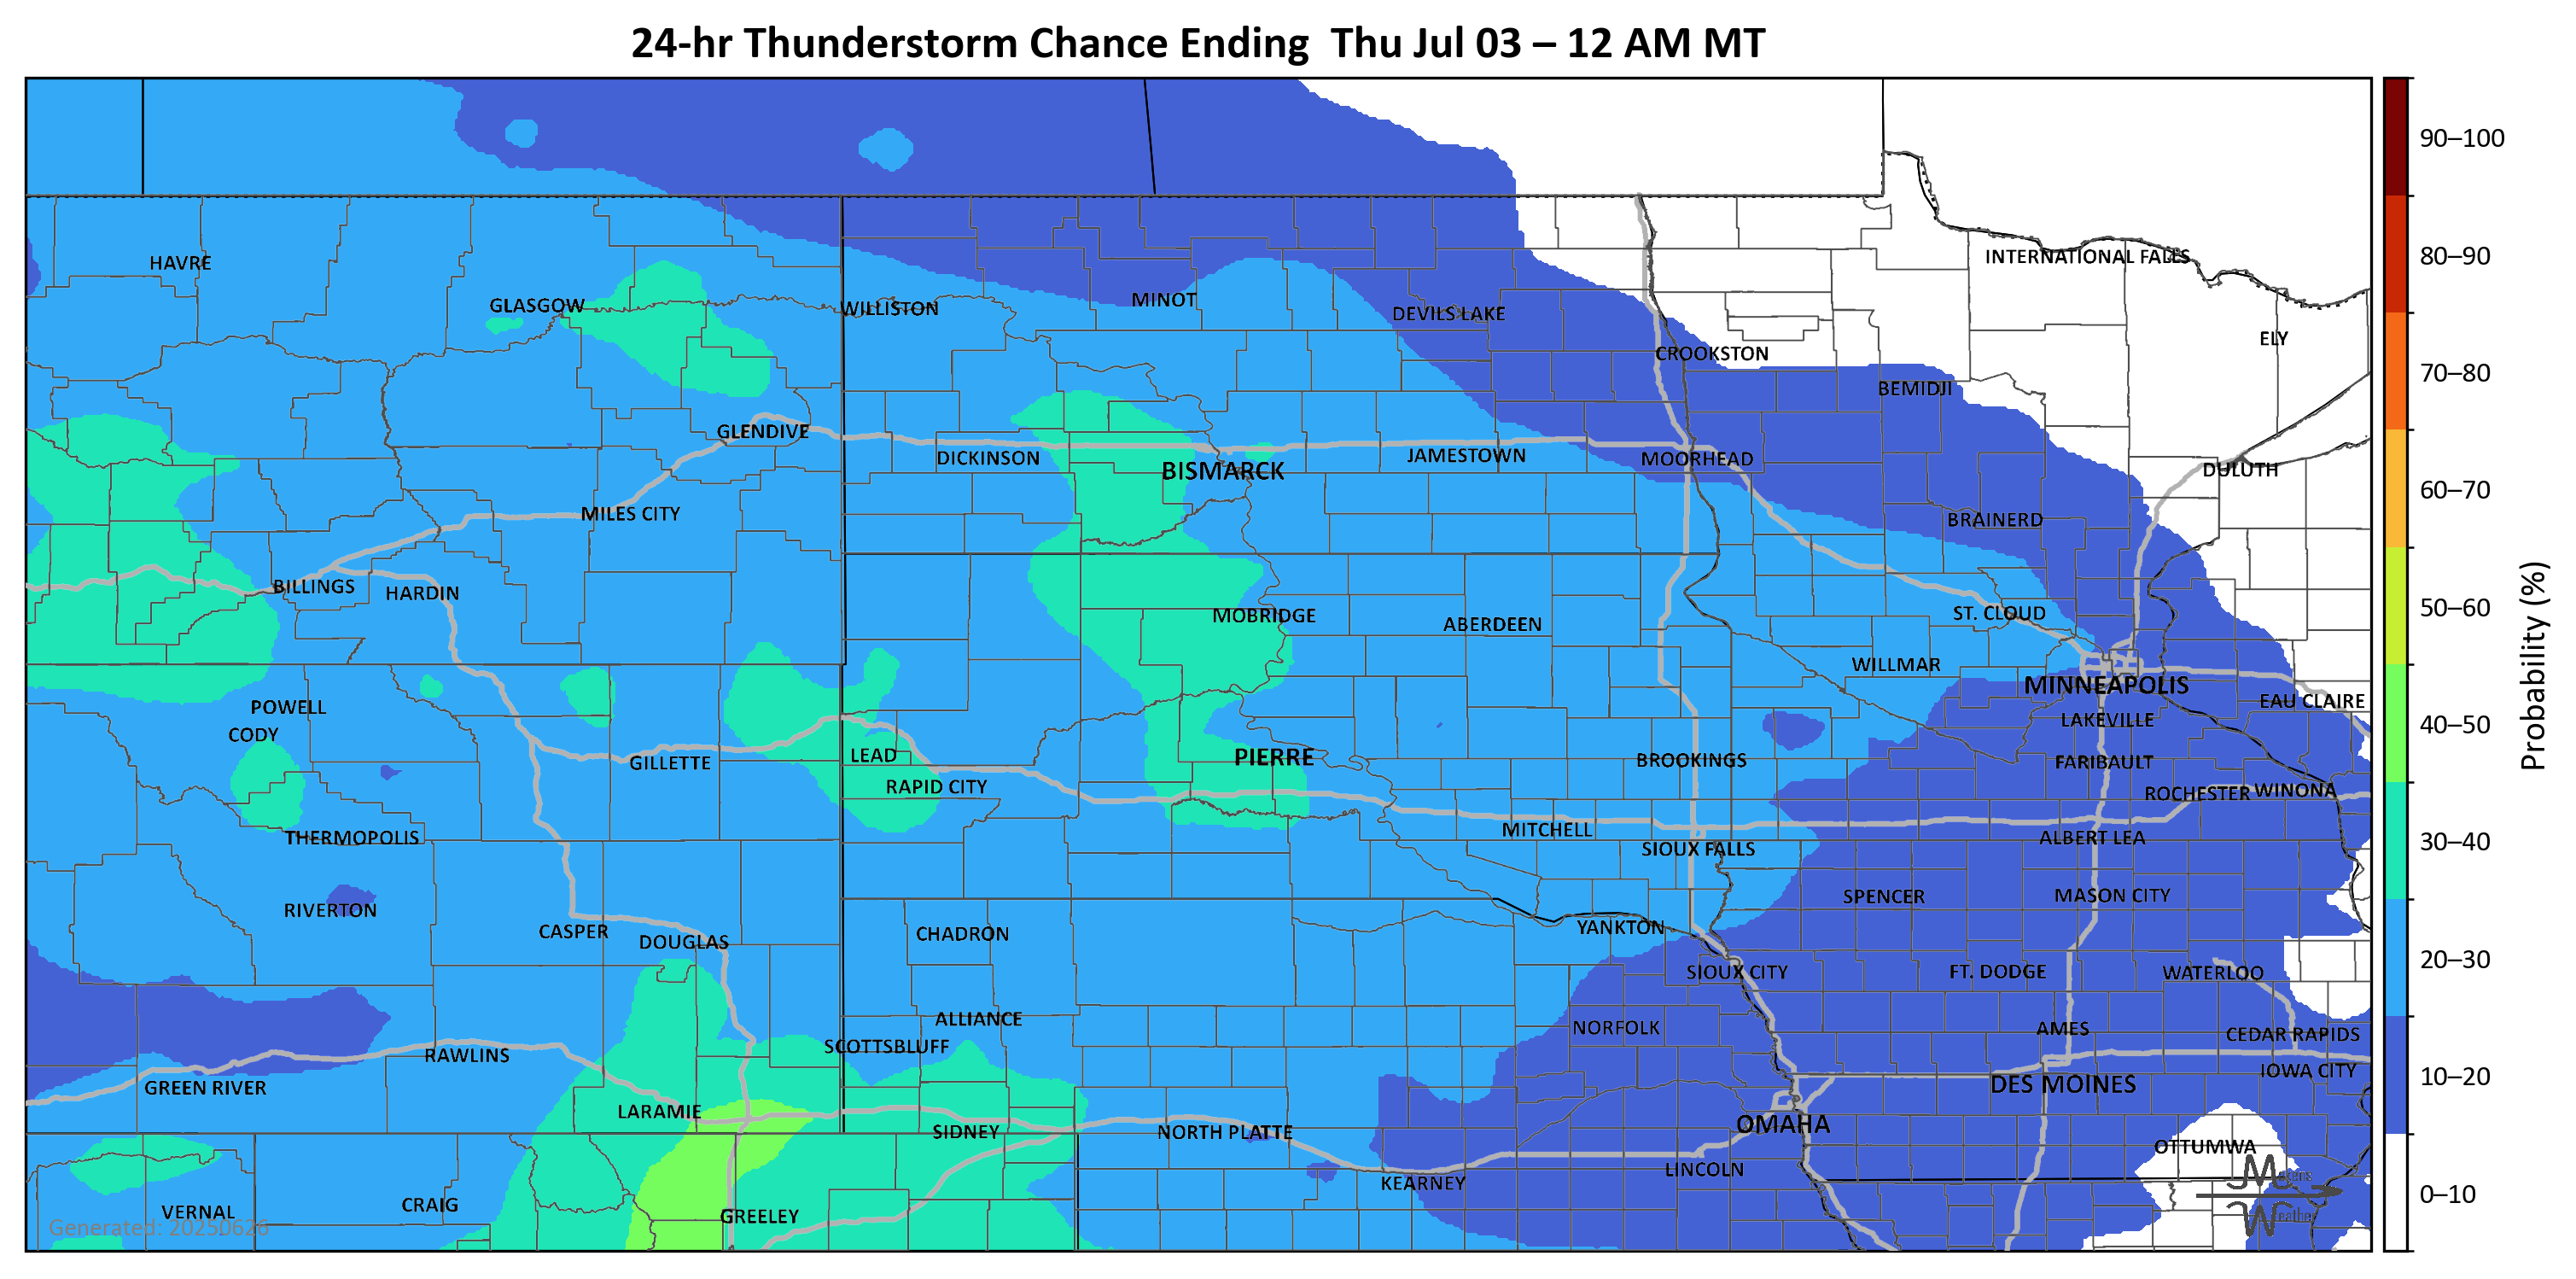 24-hr Thunderstorm Chance Ending  Thu Jul 03 – 12 AM MT
90–100
INTERNATIONAL FALLS
80–90
HAVRE
MINOT
GLASGOW
WILLISTON
DEVILS LAKE
ELY
CROOKSTON
70–80
BEMIDJI
GLENDIVE
DICKINSON
JAMESTOWN
MOORHEAD
BISMARCK
DULUTH
60–70
MILES CITY
BRAINERD
BILLINGS
HARDIN
50–60
MOBRIDGE
ABERDEEN
ST. CLOUD
WILLMAR
Probability (%)
MINNEAPOLIS
EAU CLAIRE
POWELL
LAKEVILLE
40–50
CODY
LEAD
PIERRE
BROOKINGS
FARIBAULT
GILLETTE
RAPID CITY
ROCHESTER
WINONA
MITCHELL
THERMOPOLIS
ALBERT LEA
30–40
SIOUX FALLS
SPENCER
MASON CITY
RIVERTON
YANKTON
CASPER
CHADRON
DOUGLAS
20–30
SIOUX CITY
FT. DODGE
WATERLOO
ALLIANCE
NORFOLK
AMES
CEDAR RAPIDS
SCOTTSBLUFF
RAWLINS
IOWA CITY
10–20
GREEN RIVER
DES MOINES
LARAMIE
OMAHA
SIDNEY
NORTH PLATTE
OTTUMWA
LINCOLN
Makens
KEARNEY
0–10
CRAIG
VERNAL
GREELEY
Weather
Generated: 20250626